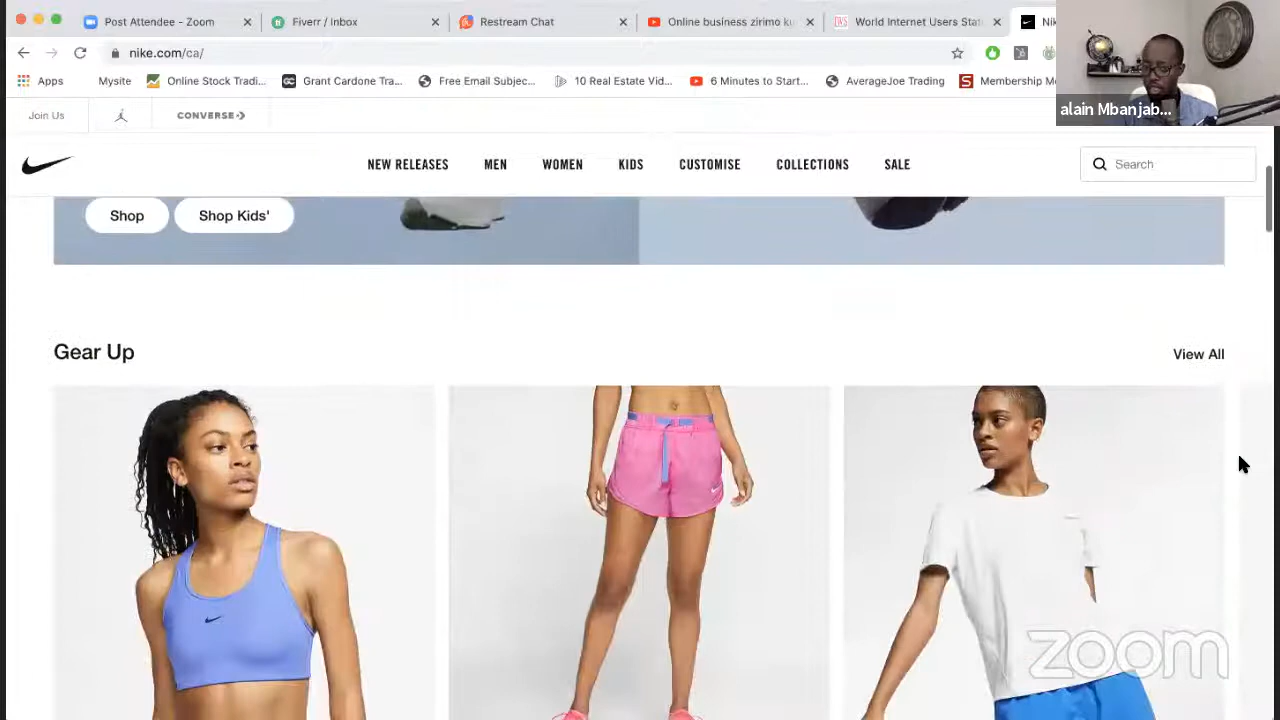 Post Attendee - Zoom
Fiverr / Inbox
Restream Chat
Online business zirimo ku
World Internet Users Stat
Nik
nike.com/ca/
Apps
Mysite
Online Stock Tradi...
Grant Cardone Tra...
Free Email Subjec...
10 Real Estate Vid...
6 Minutes to Start...
AverageJoe Trading
Membership Me
alain Mbanjab...
Join Us
CONVERSE
NEW RELEASES
MEN
WOMEN
KIDS
CUSTOMISE
COLLECTIONS
SALE
Search
Shop
Shop Kids'
Gear Up
View All
zoom